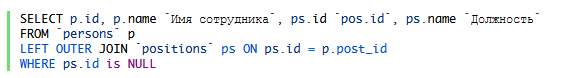 SELECT p.id, p.name `Имя сотрудника`, ps.id `pos.id`, ps.name `Должность`
FROM `persons` p
LEFT OUTER JOIN `positions` ps ON ps.id = p.post_id
WHERE ps.id is NULL